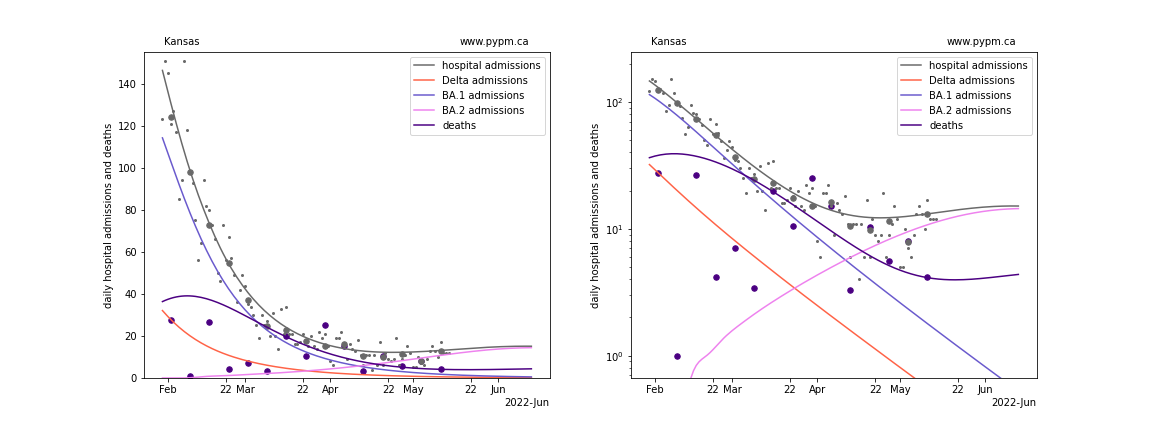 Kansas www.pypm.ca
hospital admissions
Delta admissions
BA.1 admissions
BA.2 admissions
deaths
daily hospital admissions and deaths
140
120
100
80
60
40
20
0
Feb 22 Mar 22 Apr 22 May 22 Jun
2022-Jun
Kansas www.pypm.ca
hospital admissions
Delta admissions
BA.1 admissions
BA.2 admissions
deaths
daily hospital admissions and deaths
10²
10¹
10⁰
Feb 22 Mar 22 Apr 22 May 22 Jun
2022-Jun